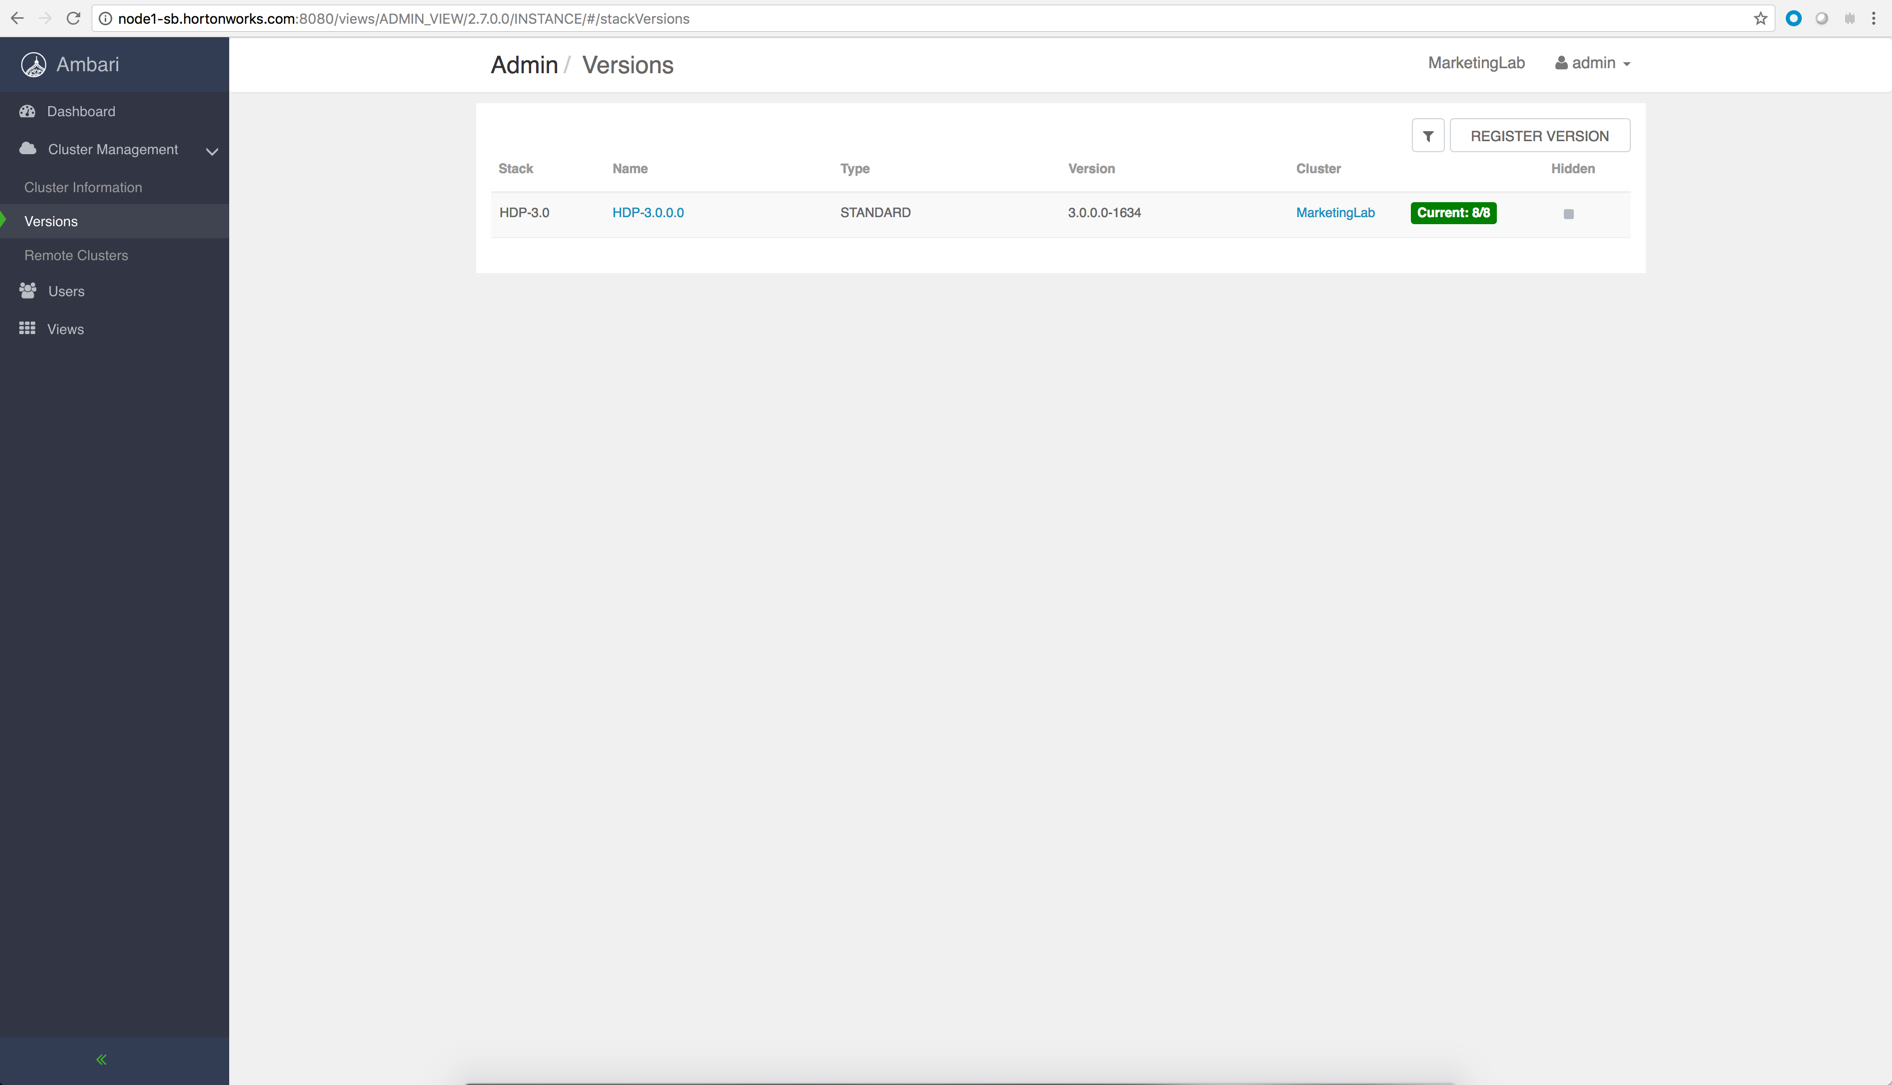 node1-sb.hortonworks.com:8080/views/ADMIN_VIEW/2.7.0.0/INSTANCE/#/stackVersions
Ambari
Admin / Versions
MarketingLab
admin
Dashboard
Cluster Management
Cluster Information
Versions
Remote Clusters
Users
Views
REGISTER VERSION
Stack Name Type Version Cluster Hidden
HDP-3.0 HDP-3.0.0.0 STANDARD 3.0.0.0-1634 MarketingLab Current: 8/8